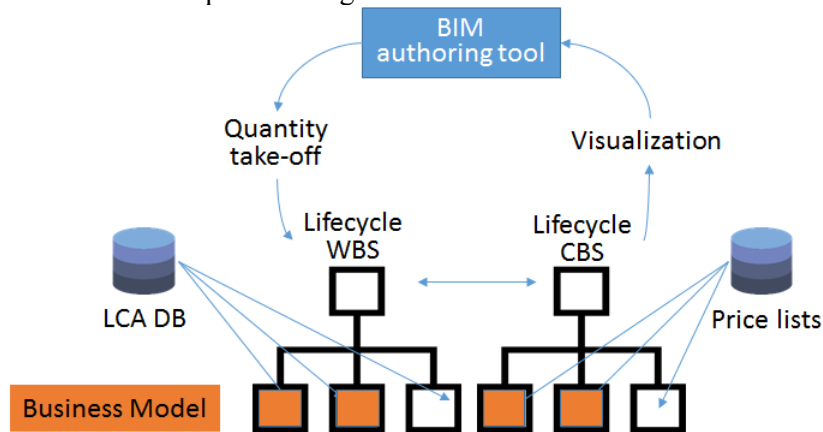 BIM
authoring tool
Quantity
take-off
Visualization
Lifecycle
WBS
Lifecycle
CBS
LCA DB
Price lists
Business Model